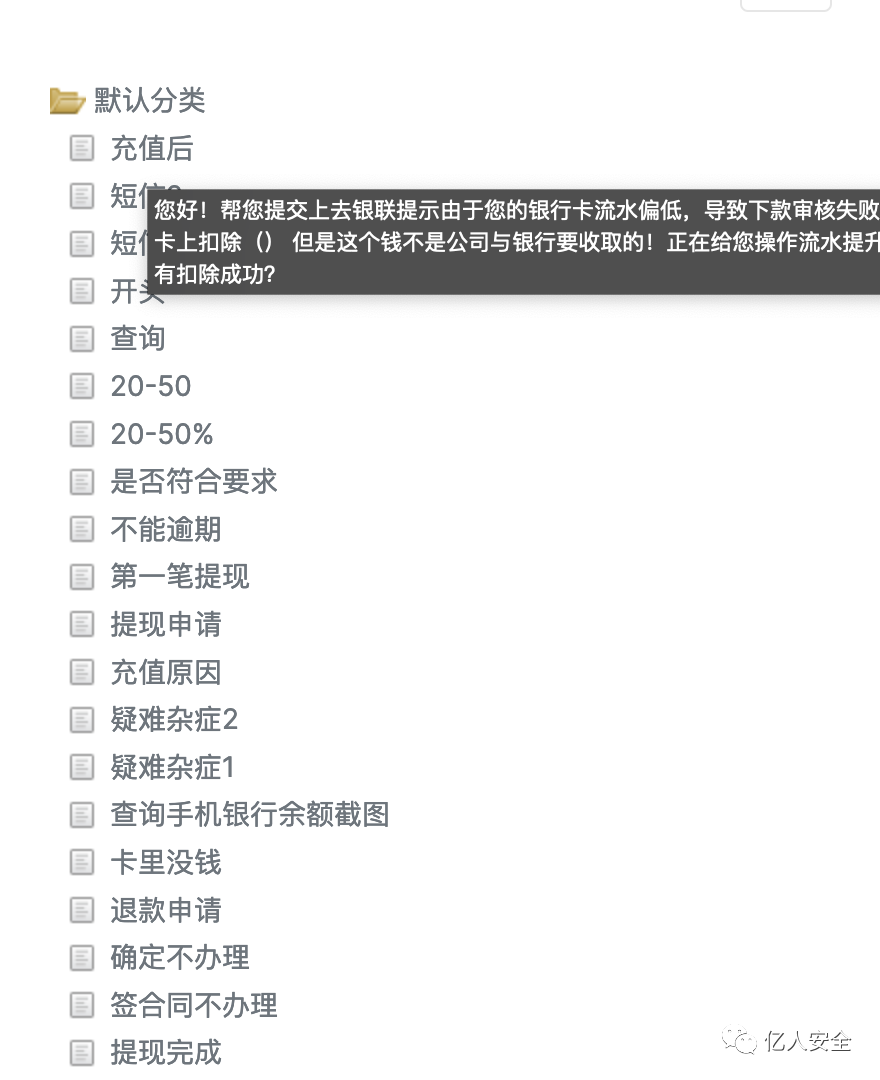 默认分类
充值后
短信
您好！帮您提交上去银联提示由于您的银行卡流水偏低，导致下款审核失败
卡上扣除（） 但是这个钱不是公司与银行要收取的！正在给您操作流水提升
有扣除成功？
短
开头
查询
20-50
20-50%
是否符合要求
不能逾期
第一笔提现
提现申请
充值原因
疑难杂症2
疑难杂症1
查询手机银行余额截图
卡里没钱
退款申请
确定不办理
签合同不办理
提现完成
亿人安全